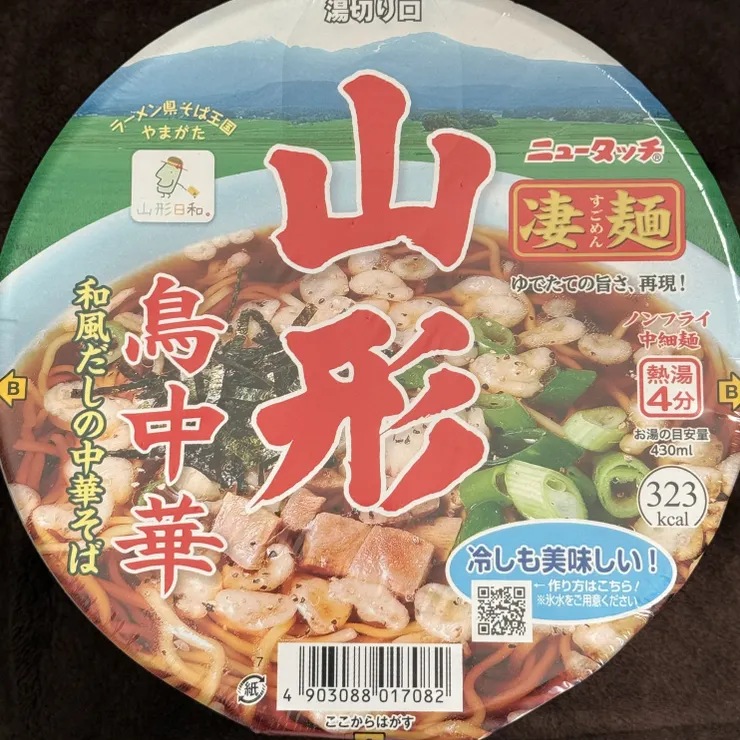 湯切り口
ラーメン県そば王国
やまがた
山形日和。
山形
鳥中華
和風だしの中華そば
ニュータッチ®
凄麺
すごめん
ゆでたての旨さ、再現!
ノンフライ
中細麺
熱湯
4分
お湯の目安量
430ml
323
kcal
冷しも美味しい!
←作り方はこちら!
※氷水をご用意ください
B
B
7
紙
4 903088 017082
ここからはがす